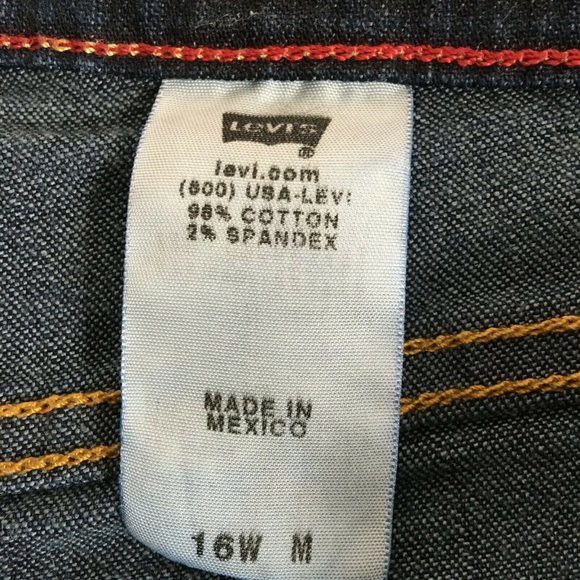 LEVI'S
®
levi.com
(800) USA-LEVI
98% COTTON
2% SPANDEX
MADE IN
MEXICO
16W M